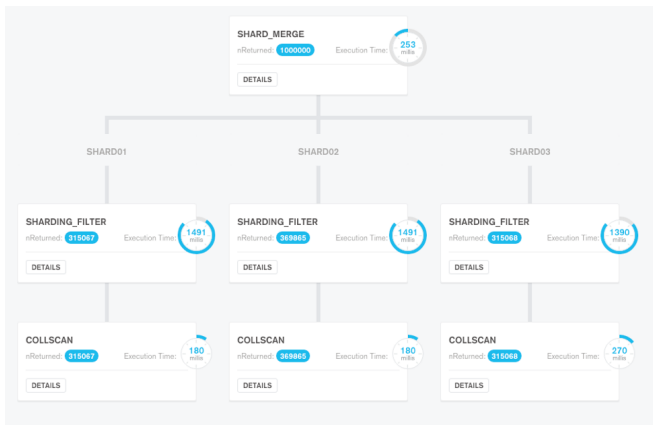 SHARD_MERGE
nReturned: 1000000 Execution Time: 253 millis
DETAILS
SHARD01 SHARD02 SHARD03
SHARDING_FILTER SHARDING_FILTER SHARDING_FILTER
nReturned: 315067 Execution Time: 1491 millis nReturned: 369865 Execution Time: 1491 millis nReturned: 315068 Execution Time: 1390 millis
DETAILS DETAILS DETAILS
COLLSCAN COLLSCAN COLLSCAN
nReturned: 315067 Execution Time: 180 millis nReturned: 369865 Execution Time: 180 millis nReturned: 315068 Execution Time: 270 millis
DETAILS DETAILS DETAILS